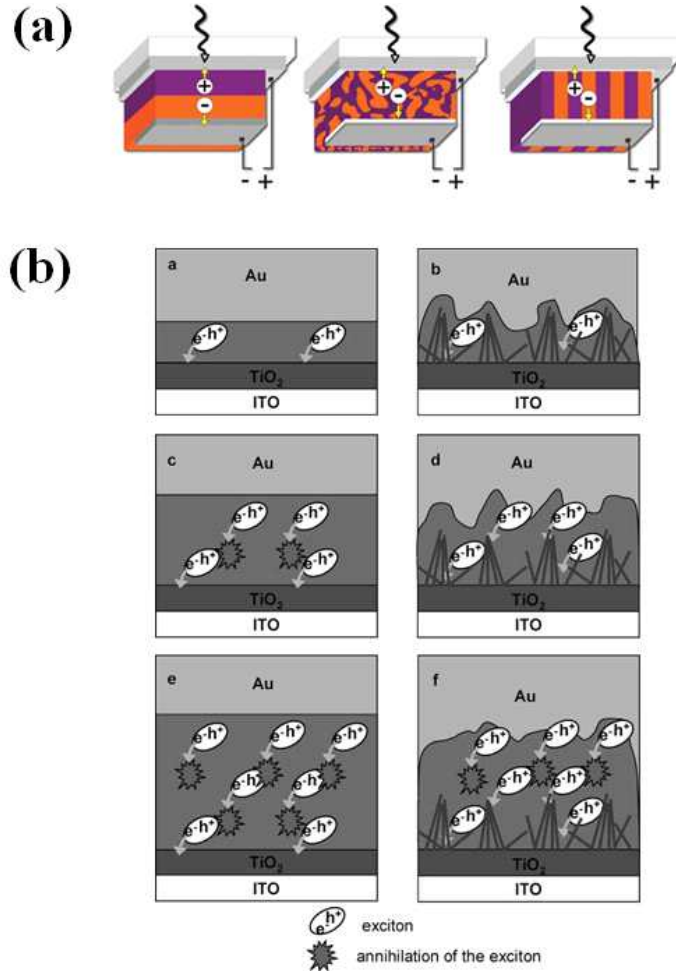 (a)
+
-
- +
+
-
- +
+
-
- +
(b)
a
Au
e-h+ e-h+
TiO2
ITO
b
Au
e-h+ e-h+
TiO2
ITO
c
Au
e-h+ e-h+
e-h+ e-h+
TiO2
ITO
d
Au
e-h+ e-h+
e-h+ e-h+
TiO2
ITO
e
Au
e-h+ e-h+ e-h+
e-h+ e-h+
e-h+ e-h+
TiO2
ITO
f
Au
e-h+ e-h+ e-h+
e-h+ e-h+
e-h+ e-h+
TiO2
ITO
e-h+ exciton
annihilation of the exciton